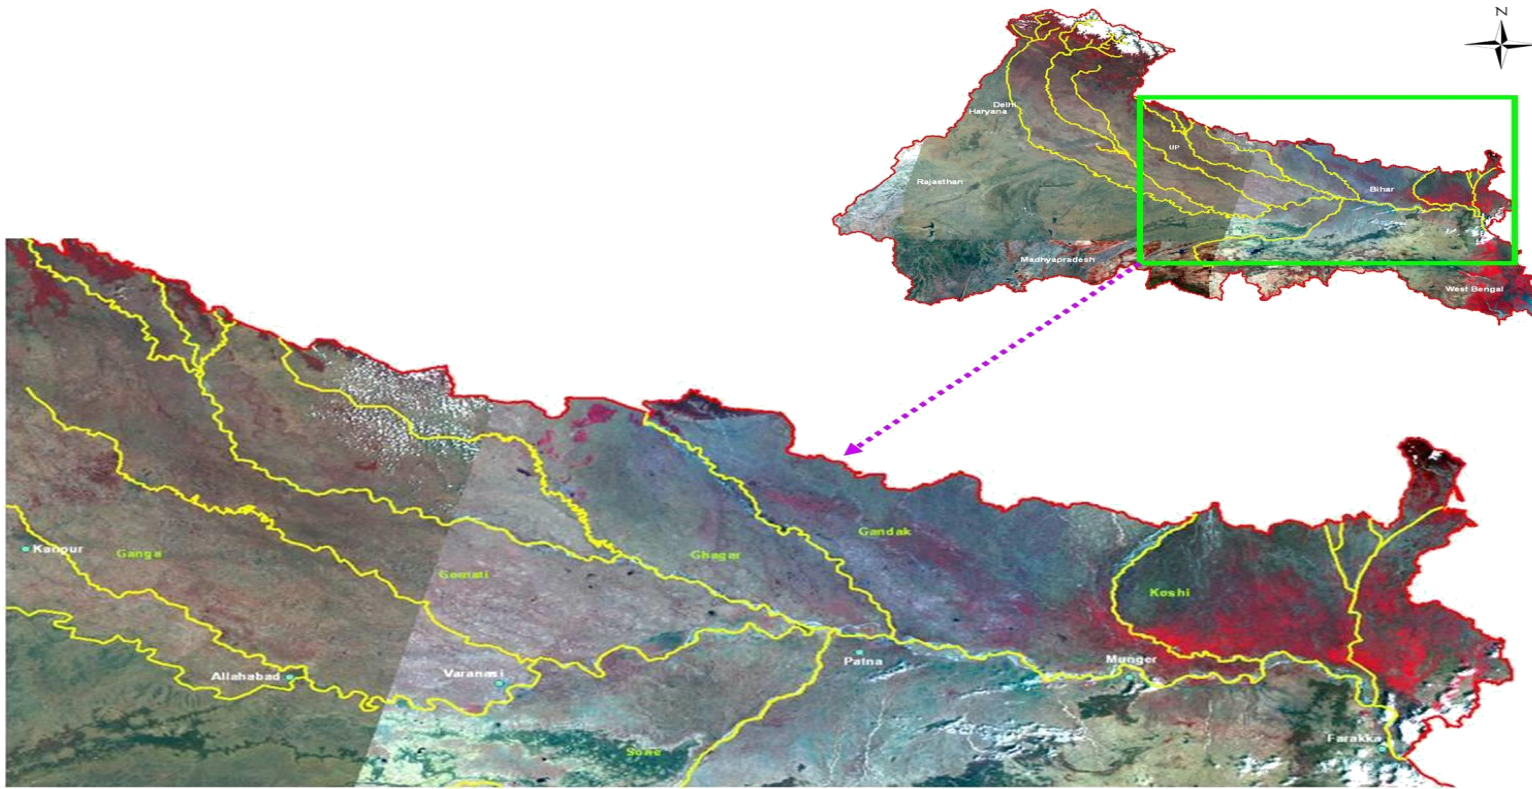 N
Delhi
Haryana
UP
Rajasthan
Bihar
Madhyapradesh
West Bengal
Kanpur
Ganga
Gomati
Ghagar
Gandak
Koshi
Allahabad
Varanasi
Patna
Munger
Sone
Farakka